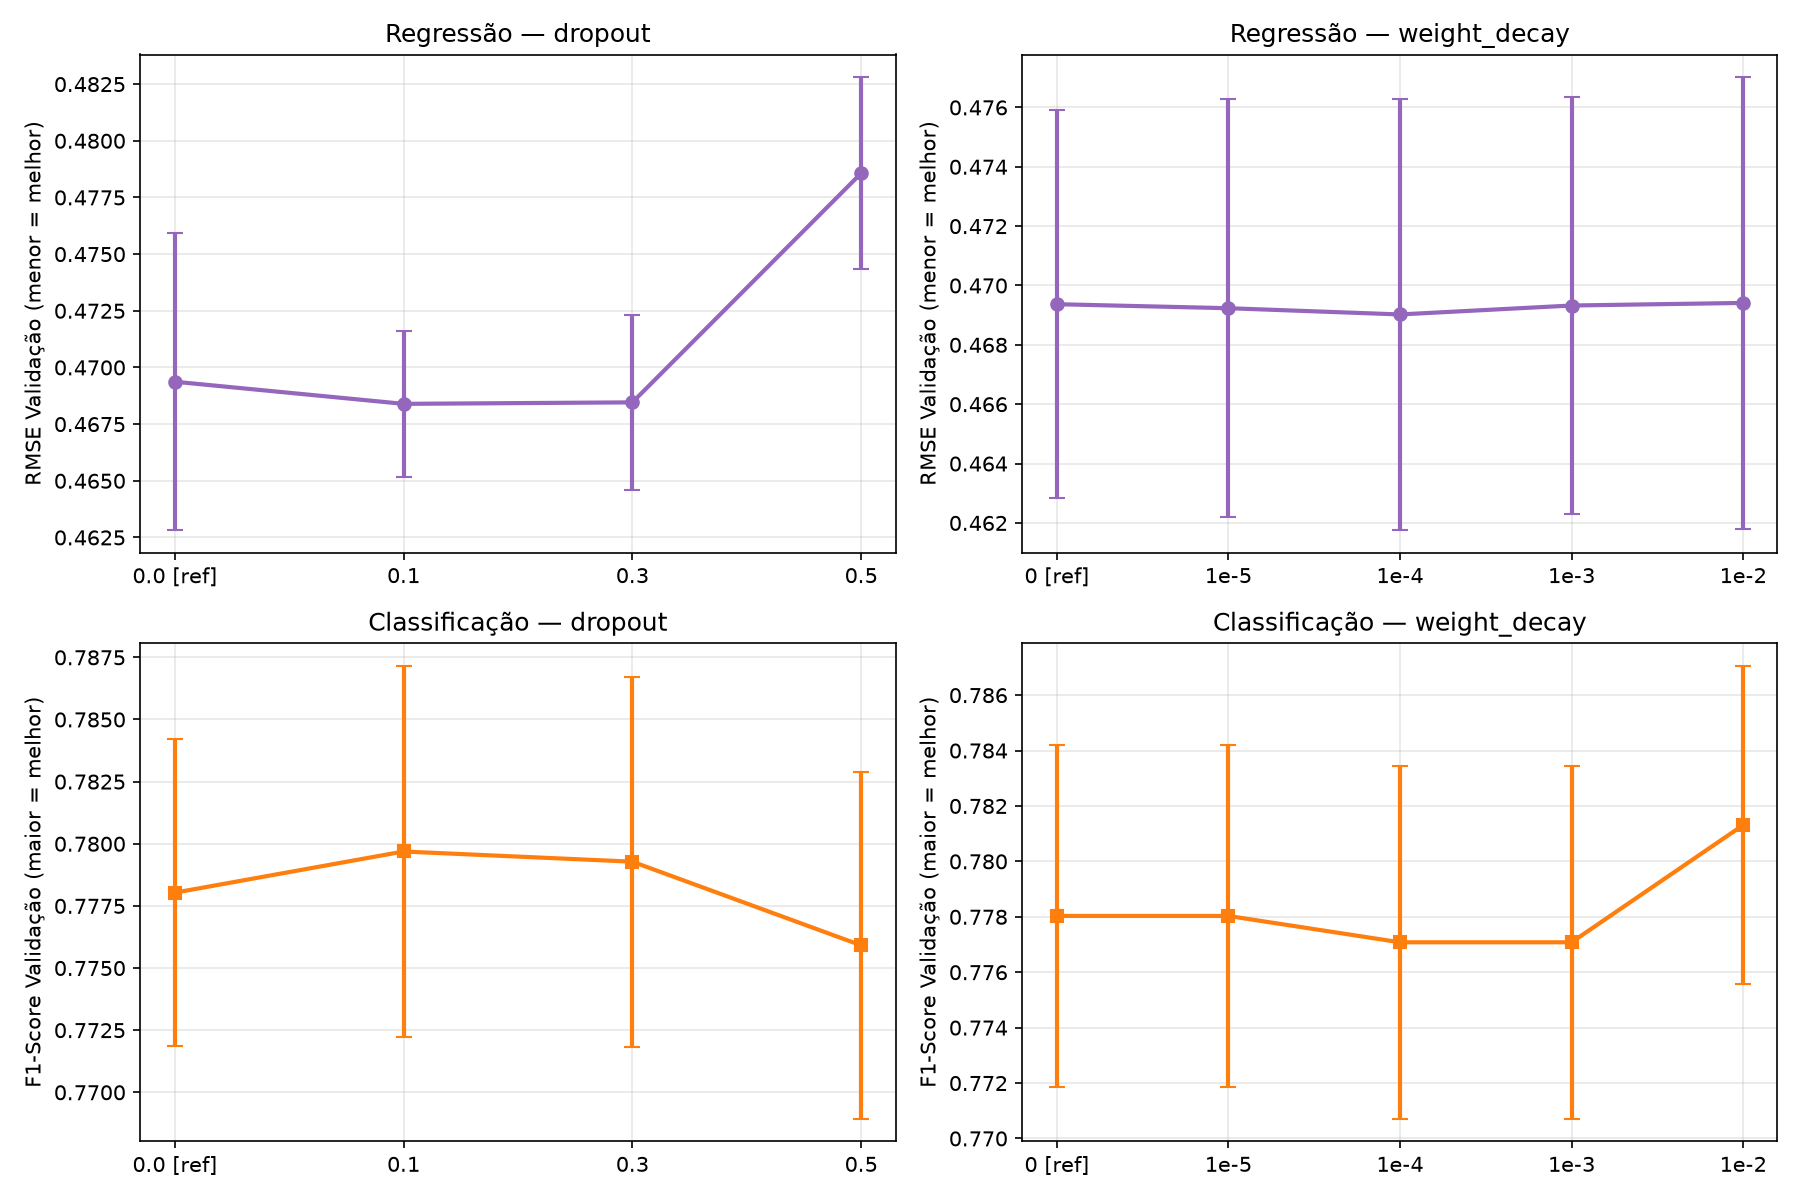 Regressão — dropout
RMSE Validação (menor = melhor)
0.4825
0.4800
0.4775
0.4750
0.4725
0.4700
0.4675
0.4650
0.4625
0.0 [ref]
0.1
0.3
0.5
Regressão — weight_decay
RMSE Validação (menor = melhor)
0.476
0.474
0.472
0.470
0.468
0.466
0.464
0.462
0 [ref]
1e-5
1e-4
1e-3
1e-2
Classificação — dropout
F1-Score Validação (maior = melhor)
0.7875
0.7850
0.7825
0.7800
0.7775
0.7750
0.7725
0.7700
0.0 [ref]
0.1
0.3
0.5
Classificação — weight_decay
F1-Score Validação (maior = melhor)
0.786
0.784
0.782
0.780
0.778
0.776
0.774
0.772
0.770
0 [ref]
1e-5
1e-4
1e-3
1e-2